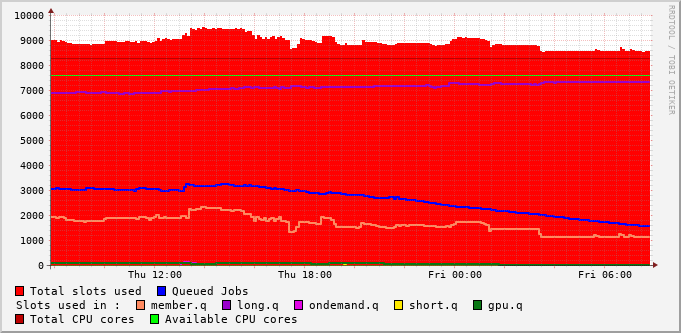 RRDTOOL / TOBI OETIKER
10000
9000
8000
7000
6000
5000
4000
3000
2000
1000
0
Thu 12:00 Thu 18:00 Fri 00:00 Fri 06:00
Total slots used Queued Jobs
Slots used in : member.q long.q ondemand.q short.q gpu.q
Total CPU cores Available CPU cores